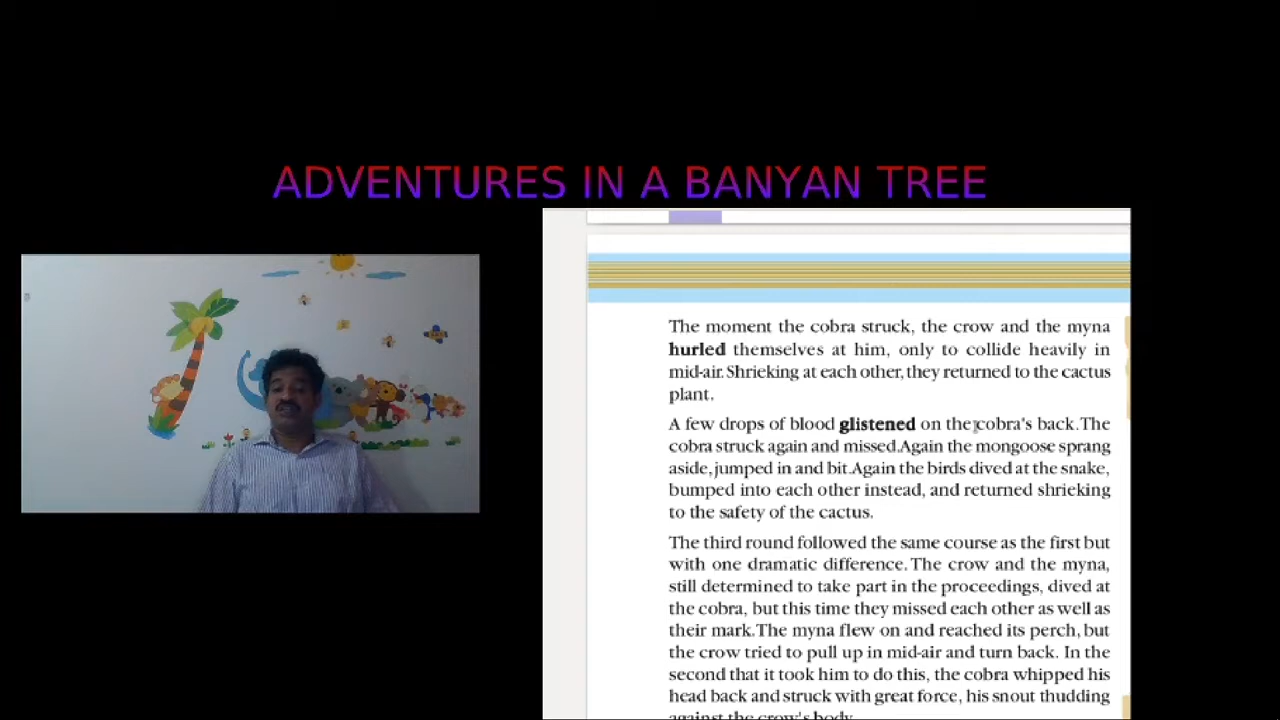 ADVENTURES IN A BANYAN TREE
The moment the cobra struck, the crow and the myna
hurled themselves at him, only to collide heavily in
mid-air. Shrieking at each other, they returned to the cactus
plant.
A few drops of blood glistened on the cobra's back. The
cobra struck again and missed. Again the mongoose sprang
aside, jumped in and bit. Again the birds dived at the snake,
bumped into each other instead, and returned shrieking
to the safety of the cactus.
The third round followed the same course as the first but
with one dramatic difference. The crow and the myna,
still determined to take part in the proceedings, dived at
the cobra, but this time they missed each other as well as
their mark. The myna flew on and reached its perch, but
the crow tried to pull up in mid-air and turn back. In the
second that it took him to do this, the cobra whipped his
head back and struck with great force, his snout thudding
against the crow's body.